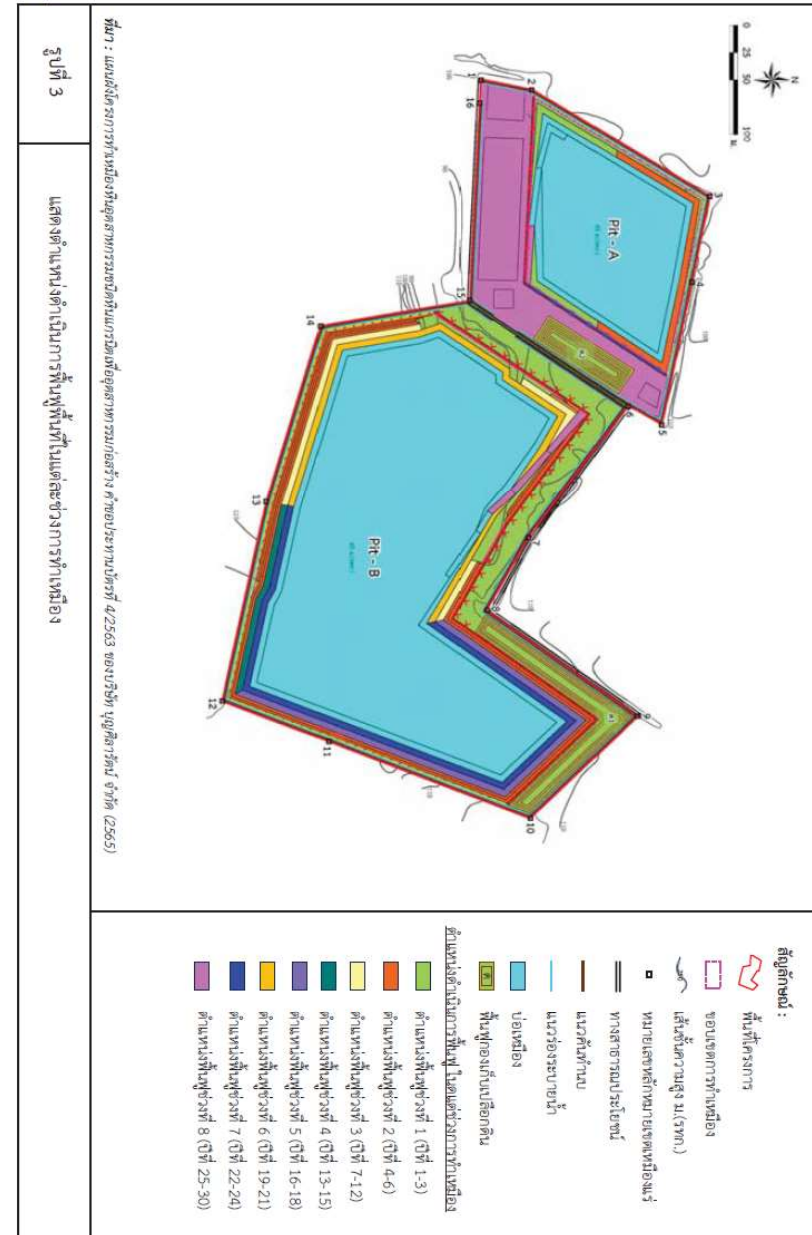 N
0 25 50 100 ม.
1
2
3
4
5
6
7
8
9
10
11
12
13
14
15
16
Pit - A
Pit - B
สัญลักษณ์ :
พื้นที่โครงการ
ขอบเขตการทำเหมือง
เส้นชั้นความสูง ม.(รทก.)
หมายเลขหลักหมายเขตเหมืองแร่
ทางสาธารณประโยชน์
แนวคันทำนบ
แนวร่องระบายน้ำ
บ่อเหมือง
พื้นฟูกองเก็บเปลือกดิน
ตำแหน่งดำเนินการฟื้นฟู ในแต่ละช่วงการทำเหมือง
ตำแหน่งฟื้นฟูช่วงที่ 1 (ปีที่ 1-3)
ตำแหน่งฟื้นฟูช่วงที่ 2 (ปีที่ 4-6)
ตำแหน่งฟื้นฟูช่วงที่ 3 (ปีที่ 7-12)
ตำแหน่งฟื้นฟูช่วงที่ 4 (ปีที่ 13-15)
ตำแหน่งฟื้นฟูช่วงที่ 5 (ปีที่ 16-18)
ตำแหน่งฟื้นฟูช่วงที่ 6 (ปีที่ 19-21)
ตำแหน่งฟื้นฟูช่วงที่ 7 (ปีที่ 22-24)
ตำแหน่งฟื้นฟูช่วงที่ 8 (ปีที่ 25-30)
ที่มา : แผนผังโครงการทำเหมืองหินอุตสาหกรรมชนิดหินแกรนิตเพื่ออุตสาหกรรมก่อสร้าง คำขอประทานบัตรที่ 4/2563 ของบริษัท บุญศิลารัตน์ จำกัด (2565)
รูปที่ 3
แสดงตำแหน่งดำเนินการฟื้นฟูพื้นที่ในแต่ละช่วงการทำเหมือง